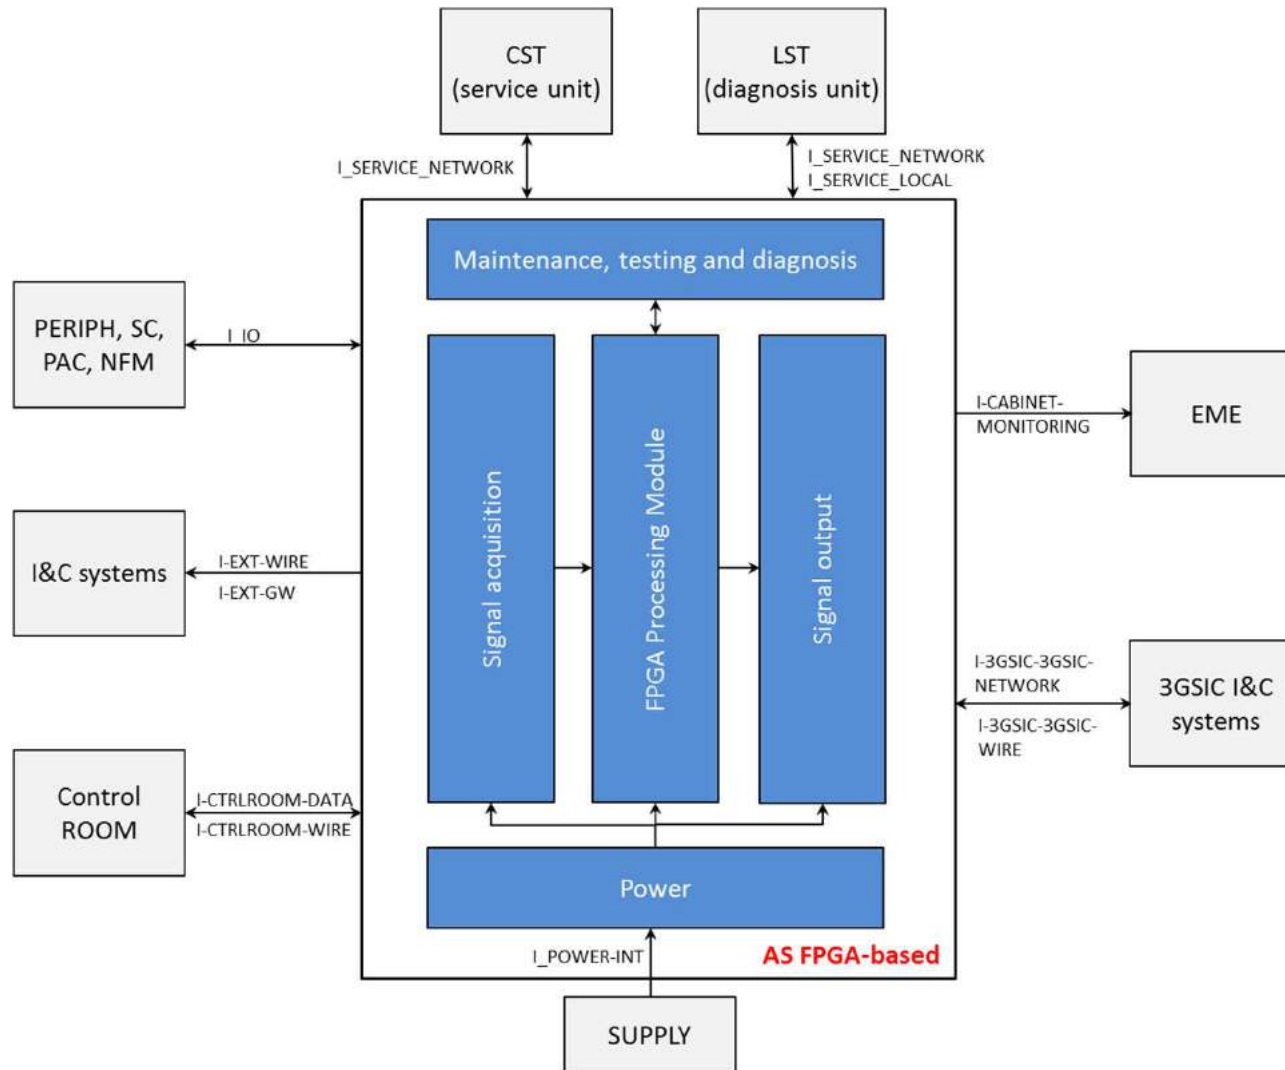 CST
(service unit)
LST
(diagnosis unit)
I_SERVICE_NETWORK
I_SERVICE_NETWORK
I_SERVICE_LOCAL
Maintenance, testing and diagnosis
PERIPH, SC,
PAC, NFM
I_IO
I-CABINET-
MONITORING
EME
Signal acquisition
FPGA Processing Module
Signal output
I&C systems
I-EXT-WIRE
I-EXT-GW
I-3GSIC-3GSIC-
NETWORK
I-3GSIC-3GSIC-
WIRE
3GSIC I&C
systems
Control
ROOM
I-CTRLROOM-DATA
I-CTRLROOM-WIRE
Power
I_POWER-INT
AS FPGA-based
SUPPLY